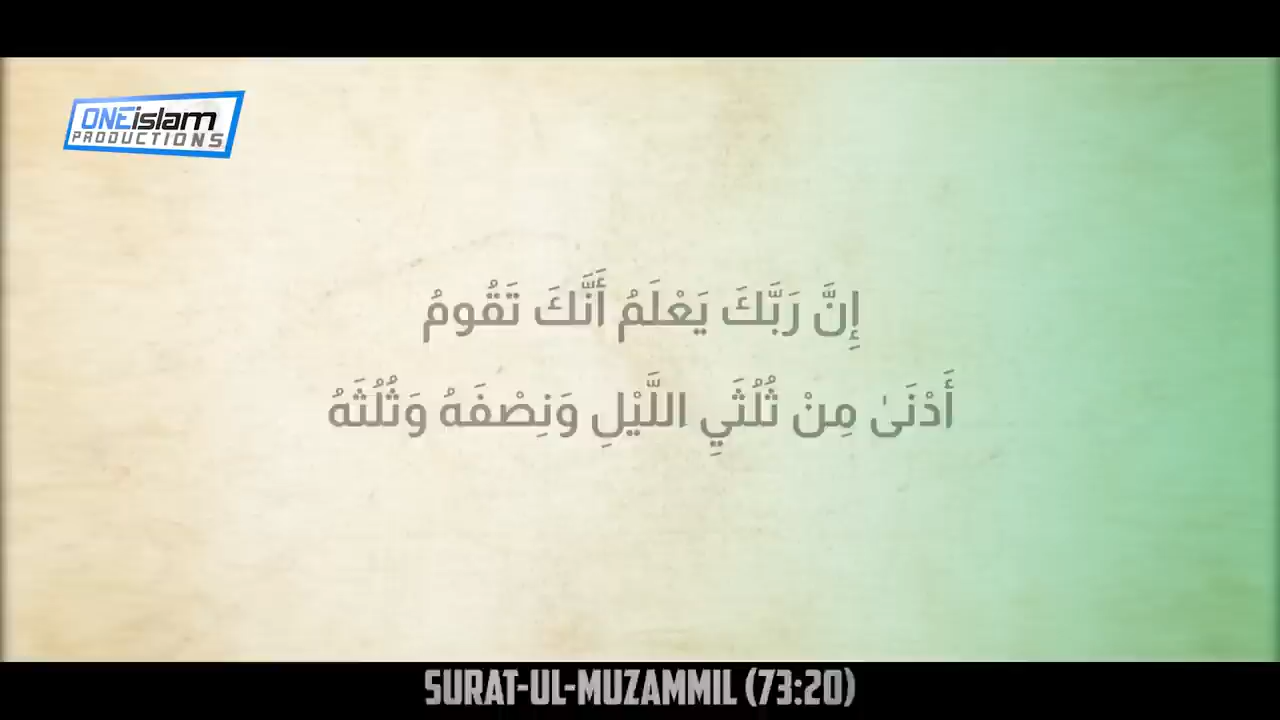 ONEislam
PRODUCTIONS
إِنَّ رَبَّكَ يَعْلَمُ أَنَّكَ تَقُومُ
أَدْنَىٰ مِنْ ثُلُثَيِ اللَّيْلِ وَنِصْفَهُ وَثُلُثَهُ
SURAT-UL-MUZAMMIL (73:20)